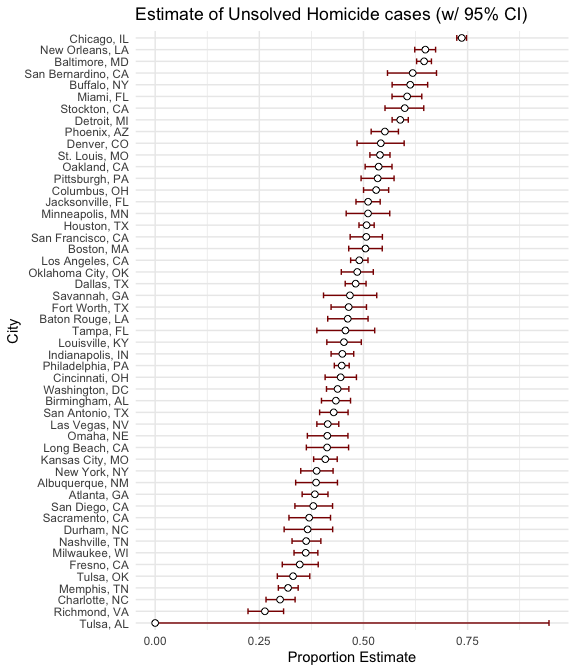 Estimate of Unsolved Homicide cases (w/ 95% CI)
City
Chicago, IL
New Orleans, LA
Baltimore, MD
San Bernardino, CA
Buffalo, NY
Miami, FL
Stockton, CA
Detroit, MI
Phoenix, AZ
Denver, CO
St. Louis, MO
Oakland, CA
Pittsburgh, PA
Columbus, OH
Jacksonville, FL
Minneapolis, MN
Houston, TX
San Francisco, CA
Boston, MA
Los Angeles, CA
Oklahoma City, OK
Dallas, TX
Savannah, GA
Fort Worth, TX
Baton Rouge, LA
Tampa, FL
Louisville, KY
Indianapolis, IN
Philadelphia, PA
Cincinnati, OH
Washington, DC
Birmingham, AL
San Antonio, TX
Las Vegas, NV
Omaha, NE
Long Beach, CA
Kansas City, MO
New York, NY
Albuquerque, NM
Atlanta, GA
San Diego, CA
Sacramento, CA
Durham, NC
Nashville, TN
Milwaukee, WI
Fresno, CA
Tulsa, OK
Memphis, TN
Charlotte, NC
Richmond, VA
Tulsa, AL
0.00 0.25 0.50 0.75
Proportion Estimate